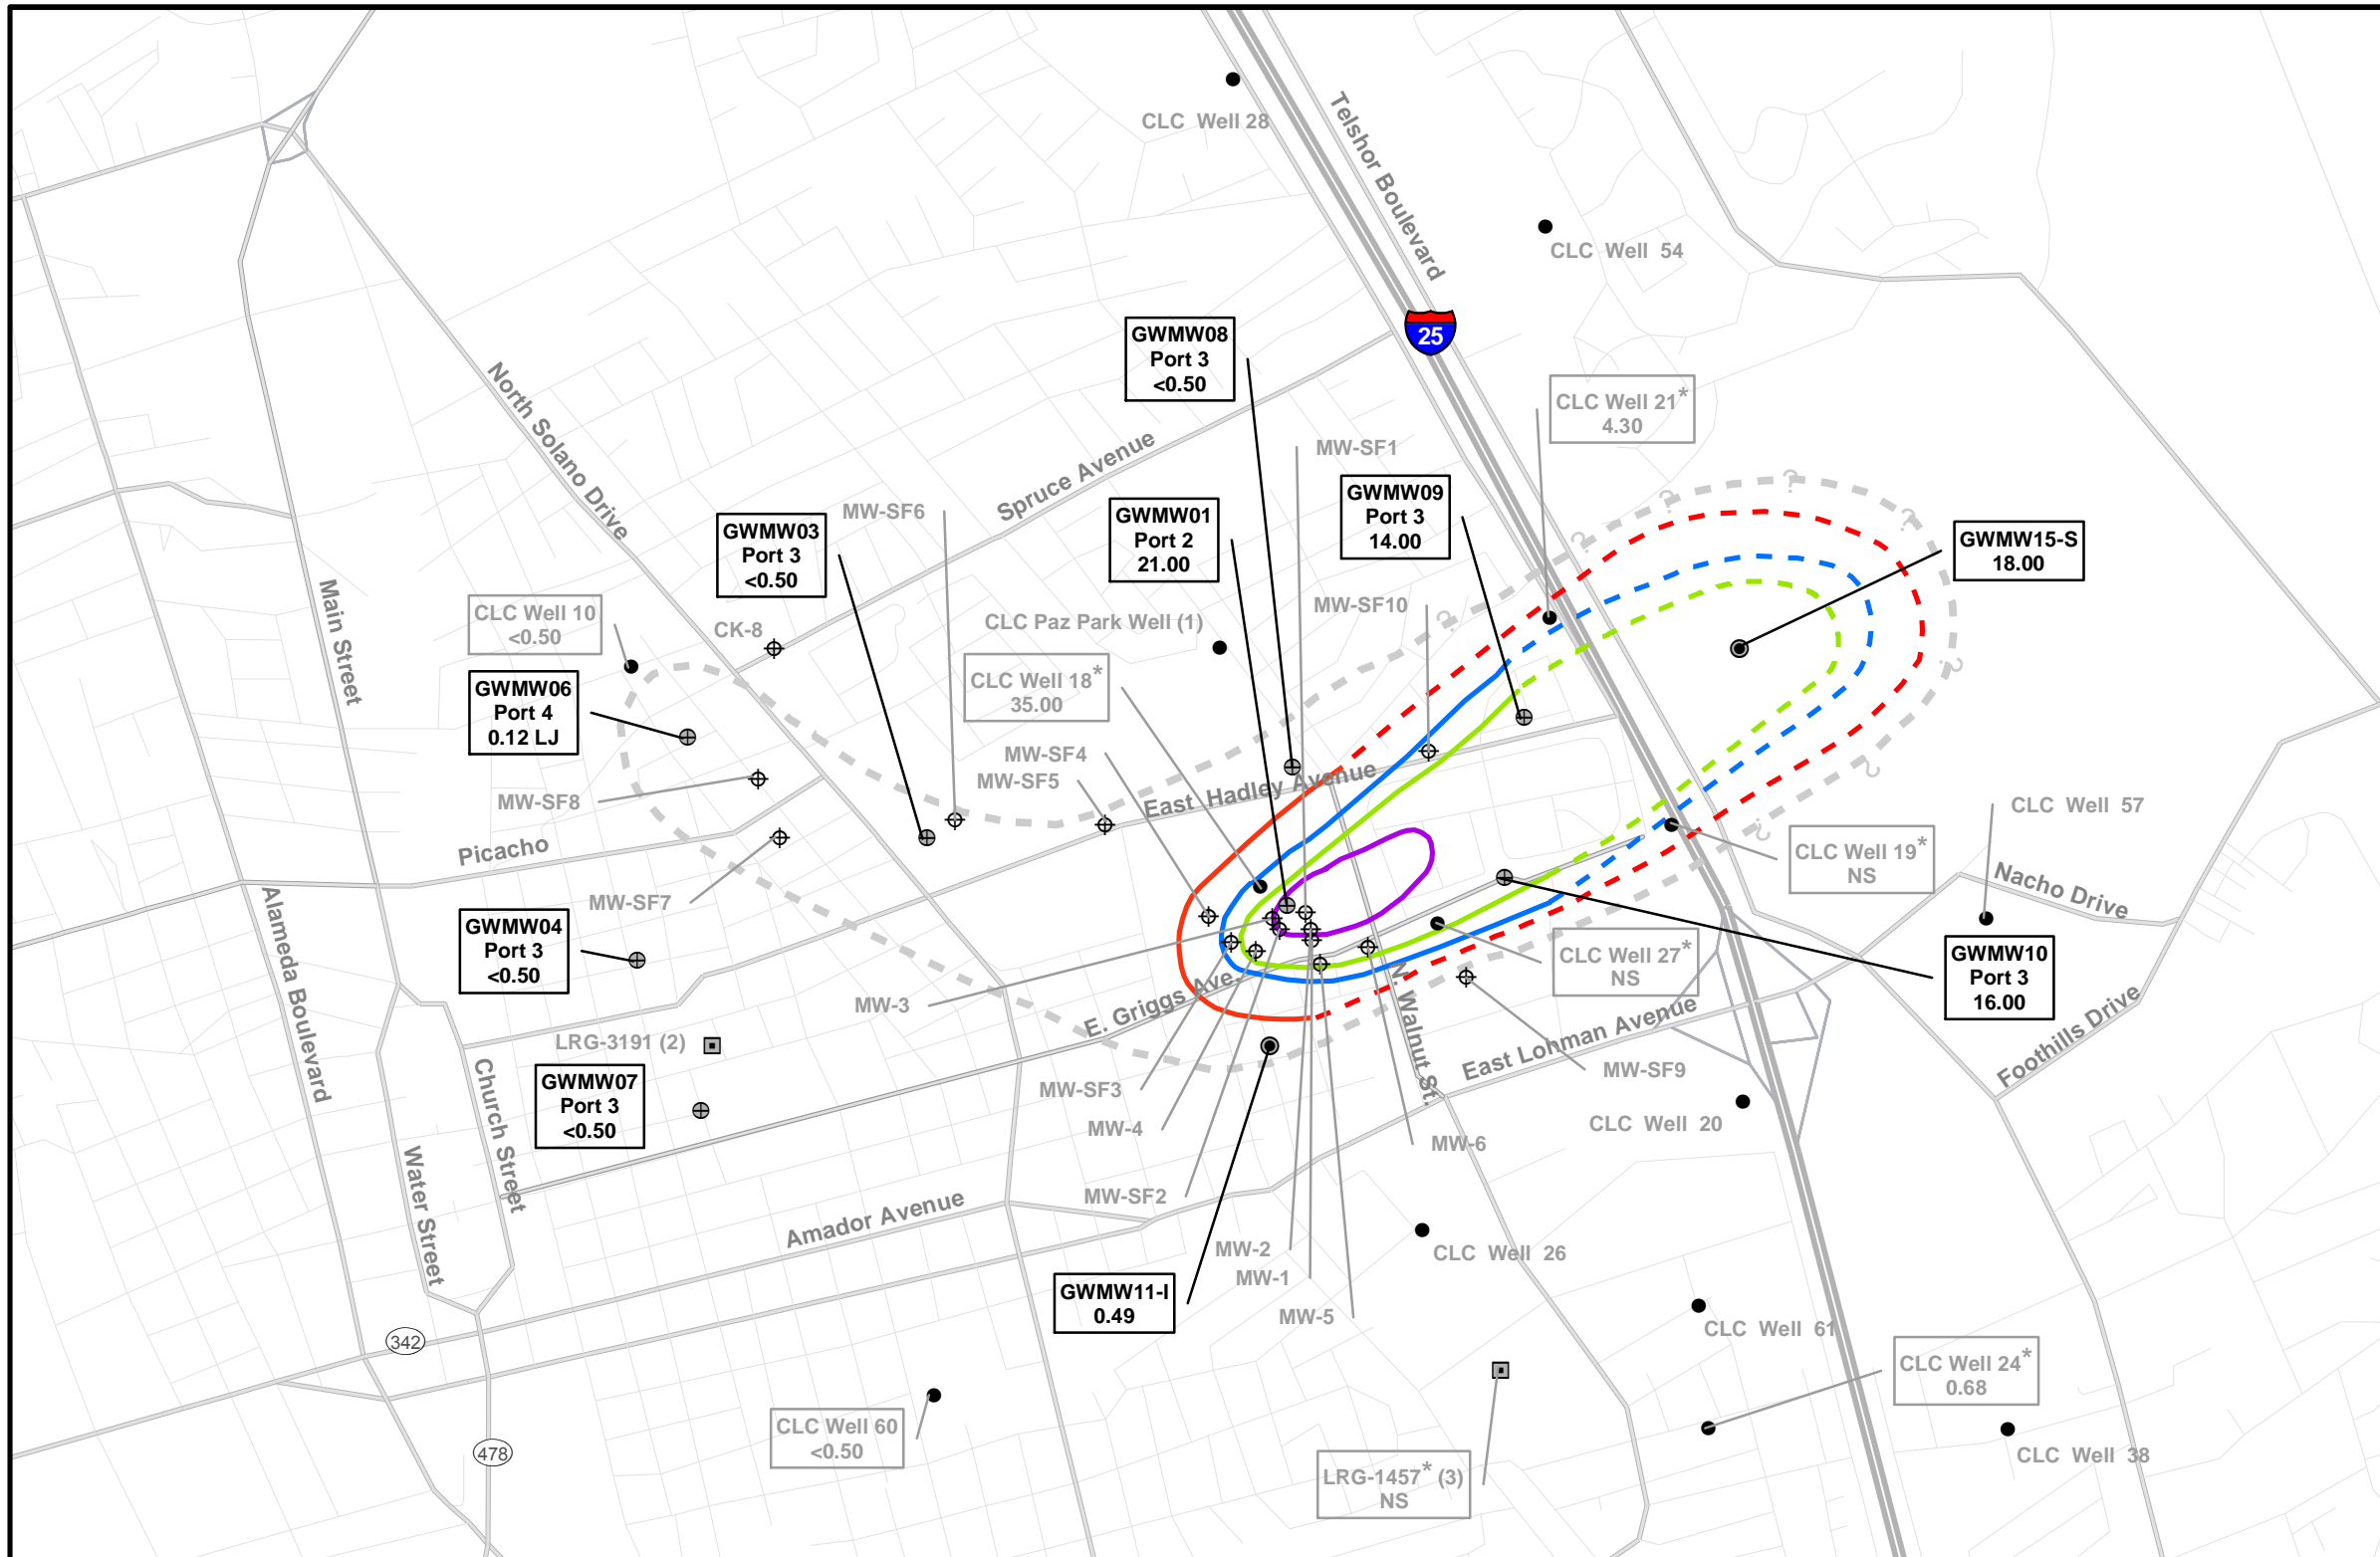 CLC Well 28
Telshor Boulevard
CLC Well 54
25
GWMW08
Port 3
<0.50
North Solano Drive
CLC Well 21*
4.30
MW-SF1
Spruce Avenue
GWMW09
Port 3
14.00
MW-SF6
GWMW01
Port 2
21.00
GWMW03
Port 3
<0.50
?
?
?
?
?
?
?
?
GWMW15-S
18.00
Main Street
CLC Well 10
<0.50
CK-8
CLC Paz Park Well (1)
MW-SF10
GWMW06
Port 4
0.12 LJ
CLC Well 18*
35.00
MW-SF4
MW-SF5
East Hadley Avenue
MW-SF8
CLC Well 57
Picacho
CLC Well 19*
NS
MW-SF7
Nacho Drive
Alameda Boulevard
GWMW04
Port 3
<0.50
CLC Well 27*
NS
GWMW10
Port 3
16.00
MW-3
E. Griggs Ave
N. Walnut St.
East Lohman Avenue
Foothills Drive
LRG-3191 (2)
GWMW07
Port 3
<0.50
Church Street
MW-SF3
MW-SF9
MW-4
MW-6
CLC Well 20
Water Street
MW-SF2
Amador Avenue
MW-2
CLC Well 26
MW-1
GWMW11-I
0.49
MW-5
CLC Well 61
342
CLC Well 24*
0.68
CLC Well 60
<0.50
478
CLC Well 38
LRG-1457* (3)
NS